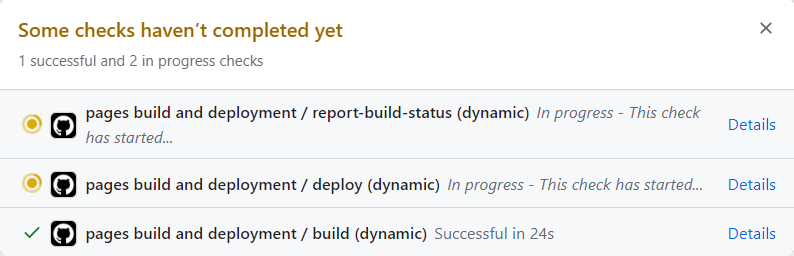 Some checks haven’t completed yet
1 successful and 2 in progress checks
pages build and deployment / report-build-status (dynamic) In progress - This check
has started...
Details
pages build and deployment / deploy (dynamic) In progress - This check has started...
Details
pages build and deployment / build (dynamic) Successful in 24s
Details